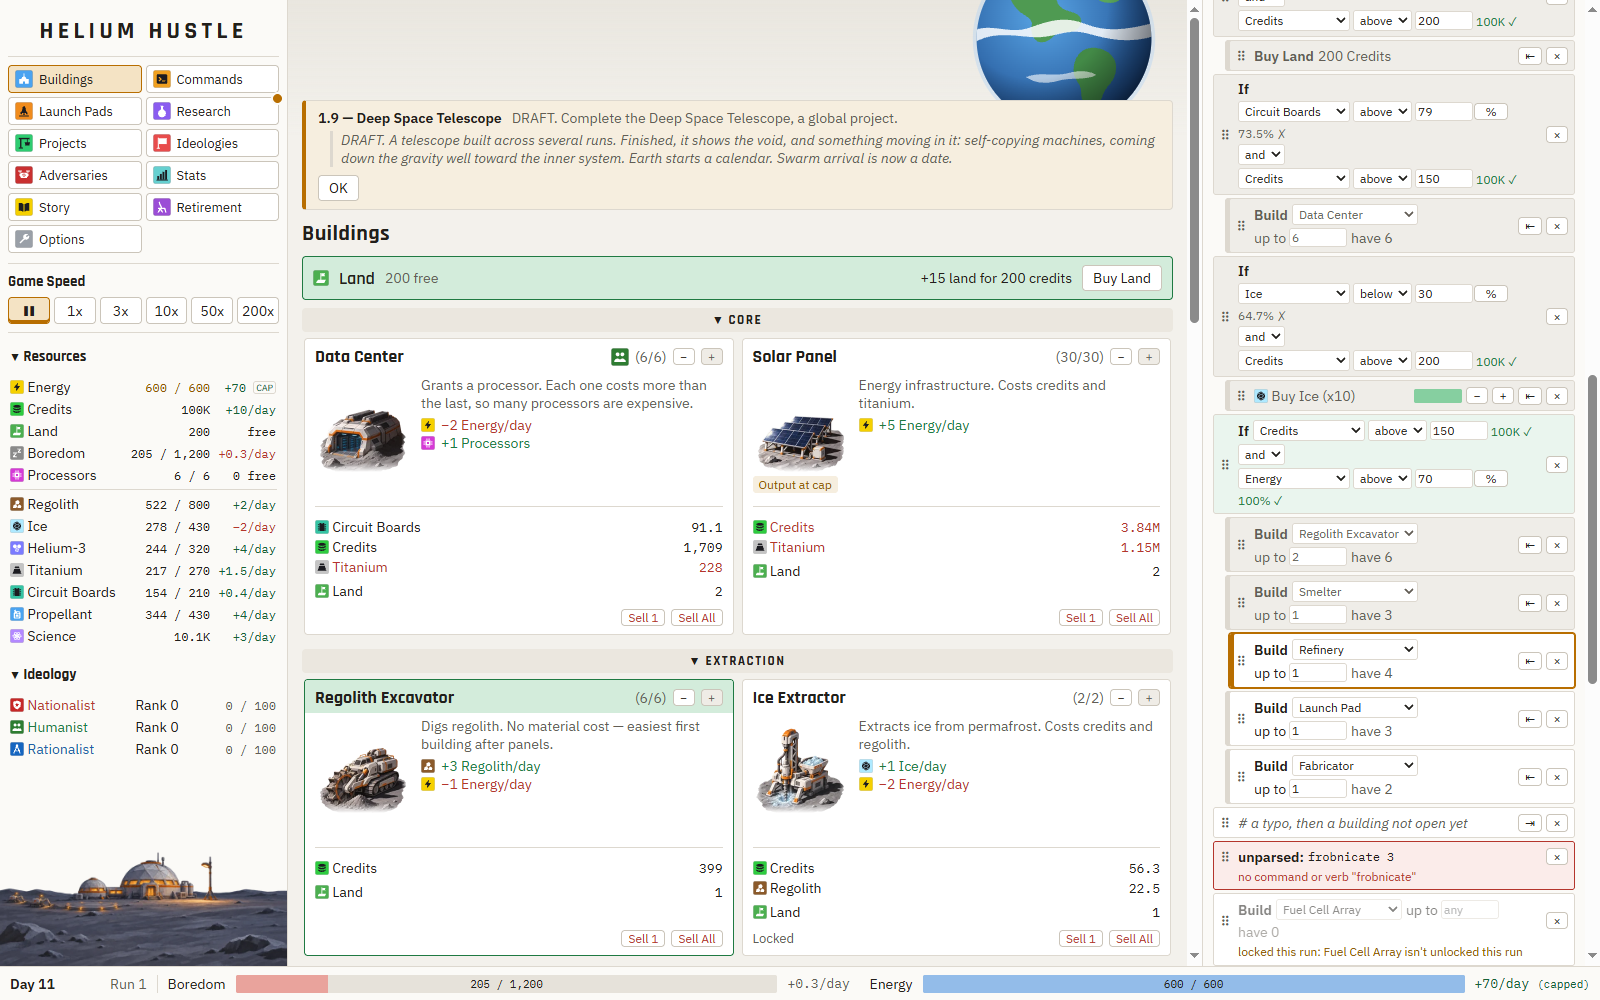 HELIUM HUSTLE
Buildings
Commands
Launch Pads
Research
Projects
Ideologies
Adversaries
Stats
Story
Retirement
Options
Game Speed
1x
3x
10x
50x
200x
▼ Resources
Energy 600 / 600 +70 CAP
Credits 100K +10/day
Land 200 free
Boredom 205 / 1,200 +0.3/day
Processors 6 / 6 0 free
Regolith 522 / 800 +2/day
Ice 278 / 430 −2/day
Helium-3 244 / 320 +4/day
Titanium 217 / 270 +1.5/day
Circuit Boards 154 / 210 +0.4/day
Propellant 344 / 430 +4/day
Science 10.1K +3/day
▼ Ideology
Nationalist Rank 0 0 / 100
Humanist Rank 0 0 / 100
Rationalist Rank 0 0 / 100
1.9 — Deep Space Telescope DRAFT. Complete the Deep Space Telescope, a global project.
DRAFT. A telescope built across several runs. Finished, it shows the void, and something moving in it: self-copying machines, coming
down the gravity well toward the inner system. Earth starts a calendar. Swarm arrival is now a date.
OK
Buildings
Land 200 free +15 land for 200 credits Buy Land
▼ CORE
Data Center (6/6) − +
Grants a processor. Each one costs more than
the last, so many processors are expensive.
−2 Energy/day
+1 Processors
Circuit Boards 91.1
Credits 1,709
Titanium 228
Land 2
Sell 1 Sell All
Solar Panel (30/30) − +
Energy infrastructure. Costs credits and
titanium.
+5 Energy/day
Output at cap
Credits 3.84M
Titanium 1.15M
Land 2
Sell 1 Sell All
▼ EXTRACTION
Regolith Excavator (6/6) − +
Digs regolith. No material cost — easiest first
building after panels.
+3 Regolith/day
−1 Energy/day
Credits 399
Land 1
Sell 1 Sell All
Ice Extractor (2/2) − +
Extracts ice from permafrost. Costs credits and
regolith.
+1 Ice/day
−2 Energy/day
Credits 56.3
Regolith 22.5
Land 1
Locked Sell 1 Sell All
Credits above 200 100K ✓
Buy Land 200 Credits ⇤ ×
If
Circuit Boards above 79 %
73.5% ✗ ×
and
Credits above 150 100K ✓
Build Data Center
up to 6 have 6 ⇤ ×
If
Ice below 30 %
64.7% ✗ ×
and
Credits above 200 100K ✓
Buy Ice (x10) − + ⇤ ×
If Credits above 150 100K ✓
and ×
Energy above 70 %
100% ✓
Build Regolith Excavator
up to 2 have 6 ⇤ ×
Build Smelter
up to 1 have 3 ⇤ ×
Build Refinery
up to 1 have 4 ⇤ ×
Build Launch Pad
up to 1 have 3 ⇤ ×
Build Fabricator
up to 1 have 2 ⇤ ×
# a typo, then a building not open yet ⇥ ×
unparsed: frobnicate 3 ×
no command or verb "frobnicate"
Build Fuel Cell Array up to any ×
have 0
locked this run: Fuel Cell Array isn't unlocked this run
Day 11 Run 1 Boredom 205 / 1,200 +0.3/day Energy 600 / 600 +70/day (capped)